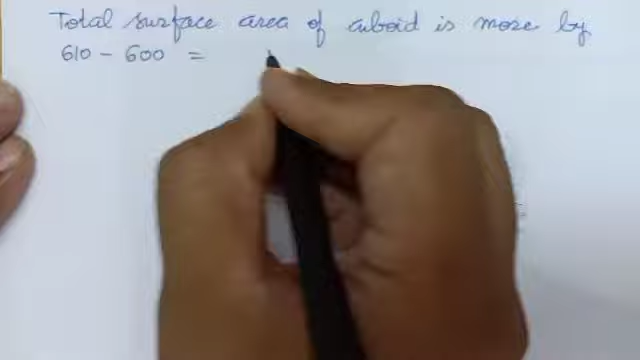 Total surface area of cuboid is more by
610 - 600 =